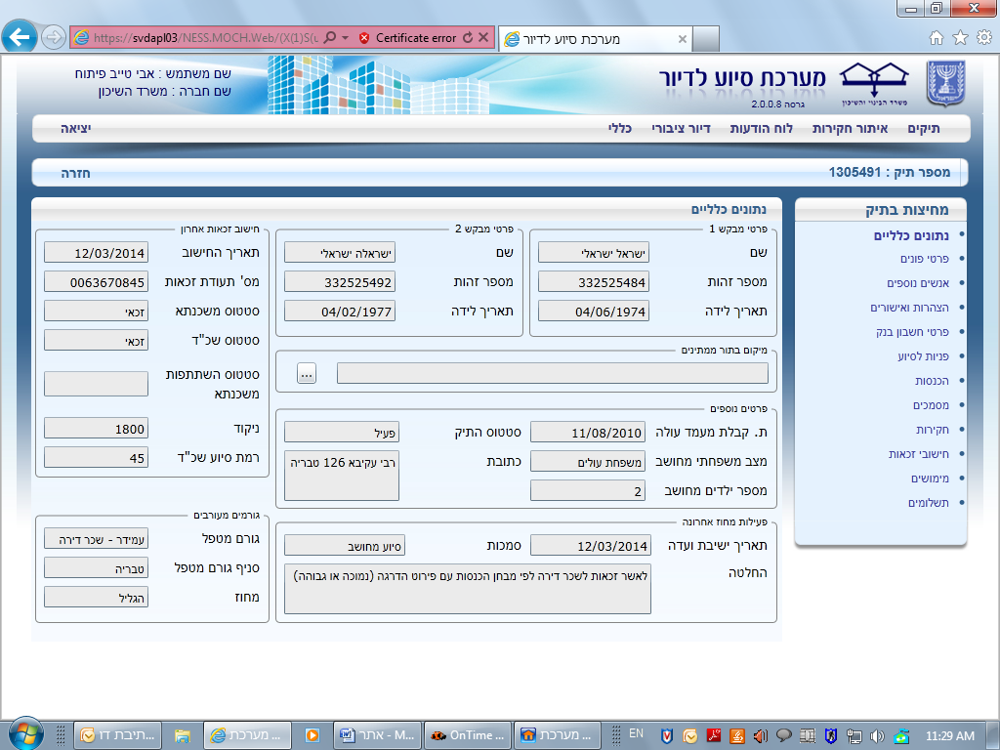 https://svdapl03/NESS.MOCH.Web/(X(1)S(u
Certificate error
מערכת סיוע לדיור
שם משתמש : אבי טייב פיתוח
שם חברה : משרד השיכון
מערכת סיוע לדיור
גרסה 2.0.0.8
משרד הבינוי והשיכון
תיקים
איתור חקירות
לוח הודעות
דיור ציבורי
כללי
יציאה
מספר תיק : 1305491
חזרה
מחיצות בתיק
נתונים כלליים
פרטי פונים
אנשים נוספים
הצהרות ואישורים
פרטי חשבון בנק
פניות לסיוע
הכנסות
מסמכים
חקירות
חישובי זכאות
מימושים
תשלומים
נתונים כלליים
פרטי מבקש 1
שם ישראל ישראלי
מספר זהות 332525484
תאריך לידה 04/06/1974
פרטי מבקש 2
שם ישראלה ישראלי
מספר זהות 332525492
תאריך לידה 04/02/1977
חישוב זכאות אחרון
תאריך החישוב 12/03/2014
מס' תעודת זכאות 0063670845
סטטוס משכנתא זכאי
סטטוס שכ"ד זכאי
סטטוס השתתפות
משכנתא
ניקוד 1800
רמת סיוע שכ"ד 45
מיקום בתור ממתינים
...
פרטים נוספים
ת. קבלת מעמד עולה 11/08/2010 סטטוס התיק פעיל
מצב משפחתי מחושב משפחת עולים כתובת רבי עקיבא 126 טבריה
מספר ילדים מחושב 2
פעילות מחוז אחרונה
תאריך ישיבת ועדה 12/03/2014 סמכות סיוע מחושב
החלטה לאשר זכאות לשכר דירה לפי מבחן הכנסות עם פירוט הדרגה (נמוכה או גבוהה)
גורמים מעורבים
גורם מטפל עמידר - שכר דירה
סניף גורם מטפל טבריה
מחוז הגליל
תיבת דו...
מערכת ...
אתר - M...
OnTime ...
מערכת ...
EN
11:29 AM